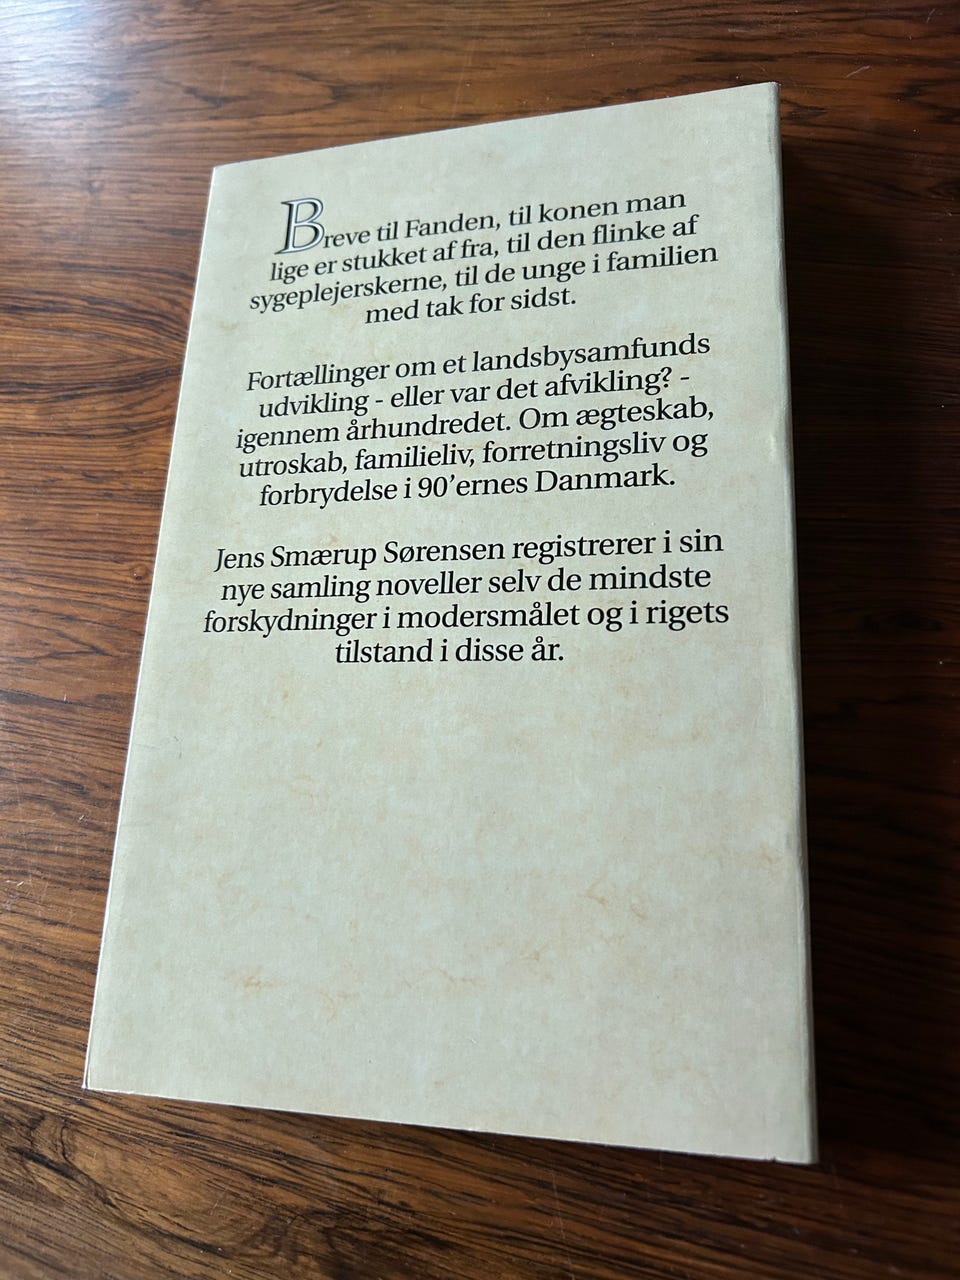 Breve til Fanden, til konen man
lige er stukket af fra, til den flinke af
sygeplejerskerne, til de unge i familien
med tak for sidst.
Fortællinger om et landsbysamfunds
udvikling - eller var det afvikling? -
igennem århundredet. Om ægteskab,
utroskab, familieliv, forretningsliv og
forbrydelse i 90'ernes Danmark.
Jens Smærup Sørensen registrerer i sin
nye samling noveller selv de mindste
forskydninger i modersmålet og i rigets
tilstand i disse år.